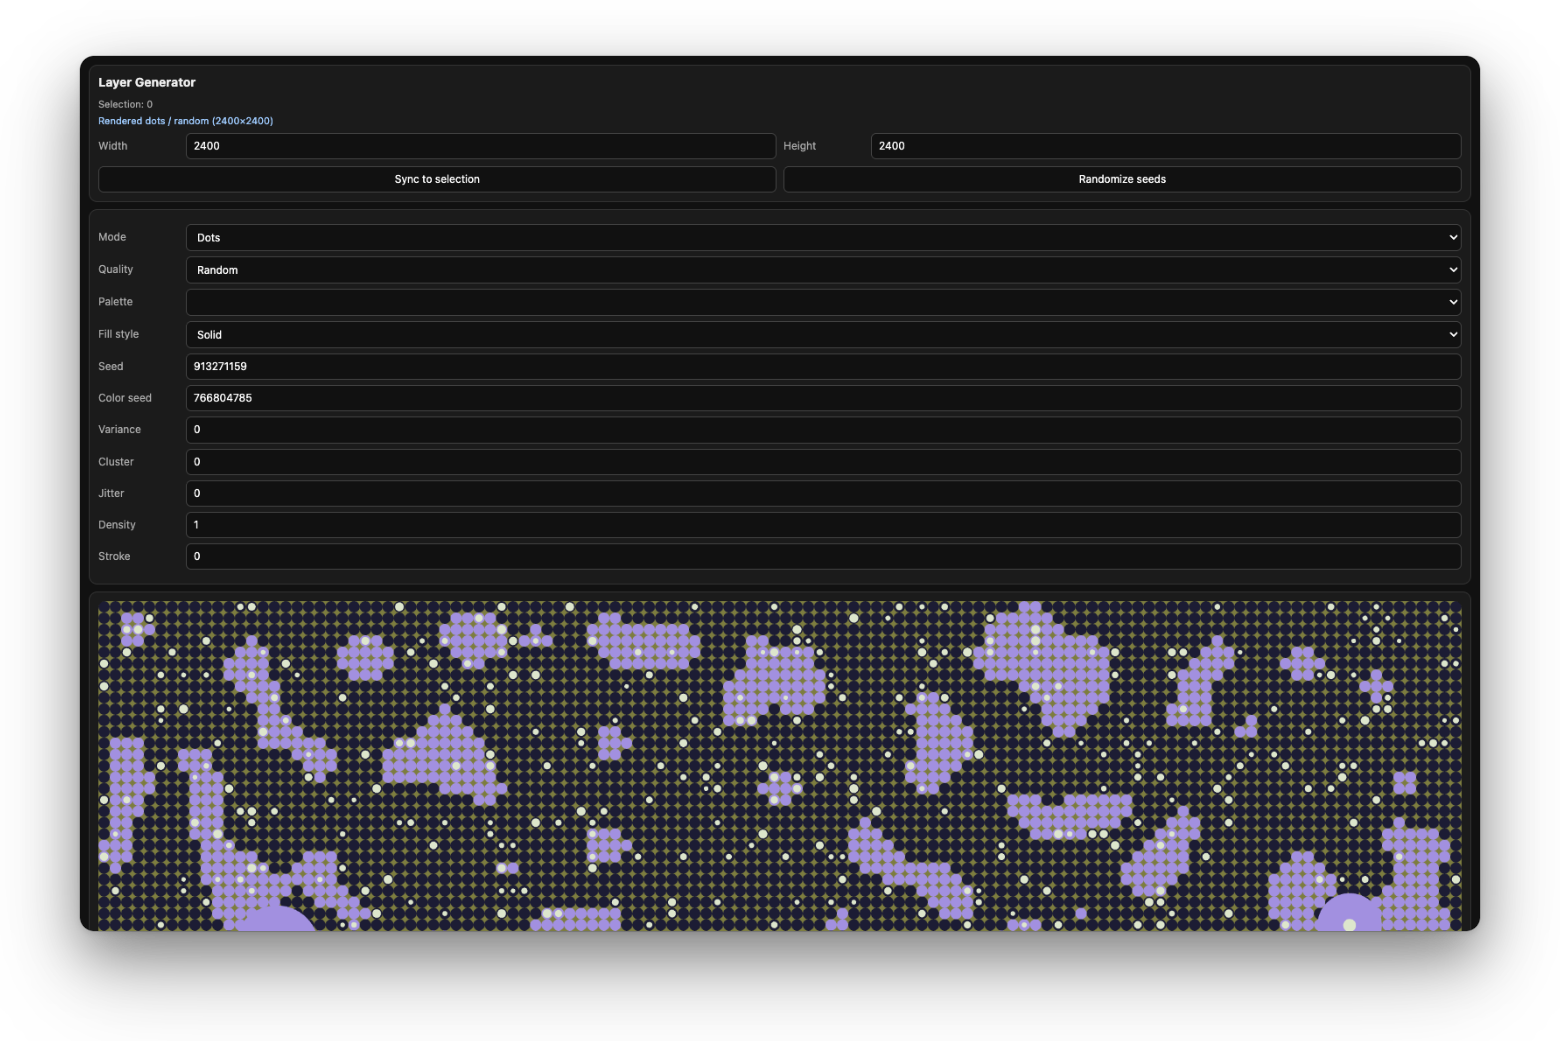 Layer Generator
Selection: 0
Rendered dots / random (2400×2400)
Width 2400 Height 2400
Sync to selection Randomize seeds
Mode Dots
Quality Random
Palette
Fill style Solid
Seed 913271159
Color seed 766804785
Variance 0
Cluster 0
Jitter 0
Density 1
Stroke 0